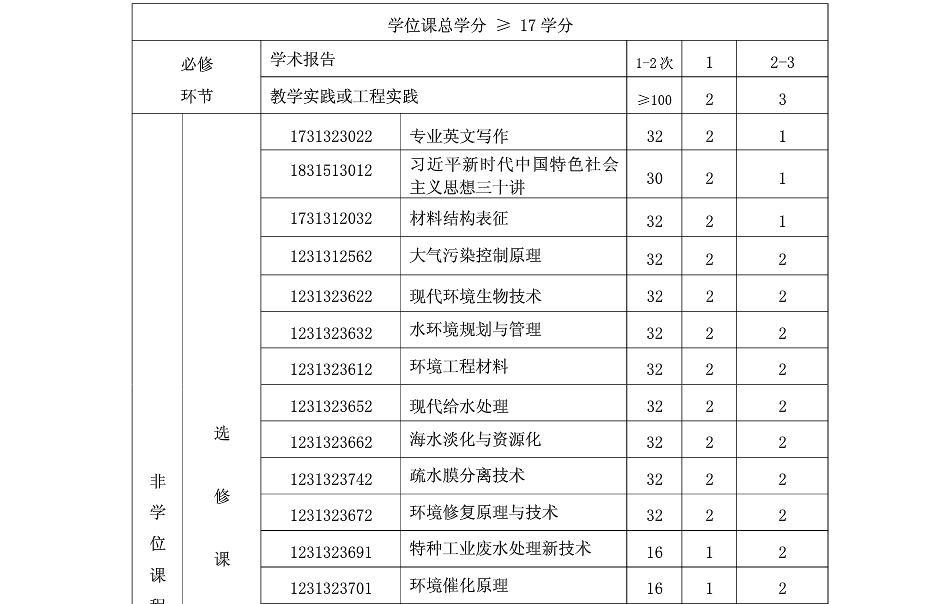 学位课总学分 ≥ 17学分
必修
环节
学术报告 1-2次 1 2-3
教学实践或工程实践 ≥100 2 3
1731323022 专业英文写作 32 2 1
1831513012 习近平新时代中国特色社会
主义思想三十讲 30 2 1
1731312032 材料结构表征 32 2 1
1231312562 大气污染控制原理 32 2 2
1231323622 现代环境生物技术 32 2 2
1231323632 水环境规划与管理 32 2 2
1231323612 环境工程材料 32 2 2
1231323652 现代给水处理 32 2 2
1231323662 海水淡化与资源化 32 2 2
1231323742 疏水膜分离技术 32 2 2
1231323672 环境修复原理与技术 32 2 2
1231323691 特种工业废水处理新技术 16 1 2
1231323701 环境催化原理 16 1 2
非
学
位
课
程
选
修
课